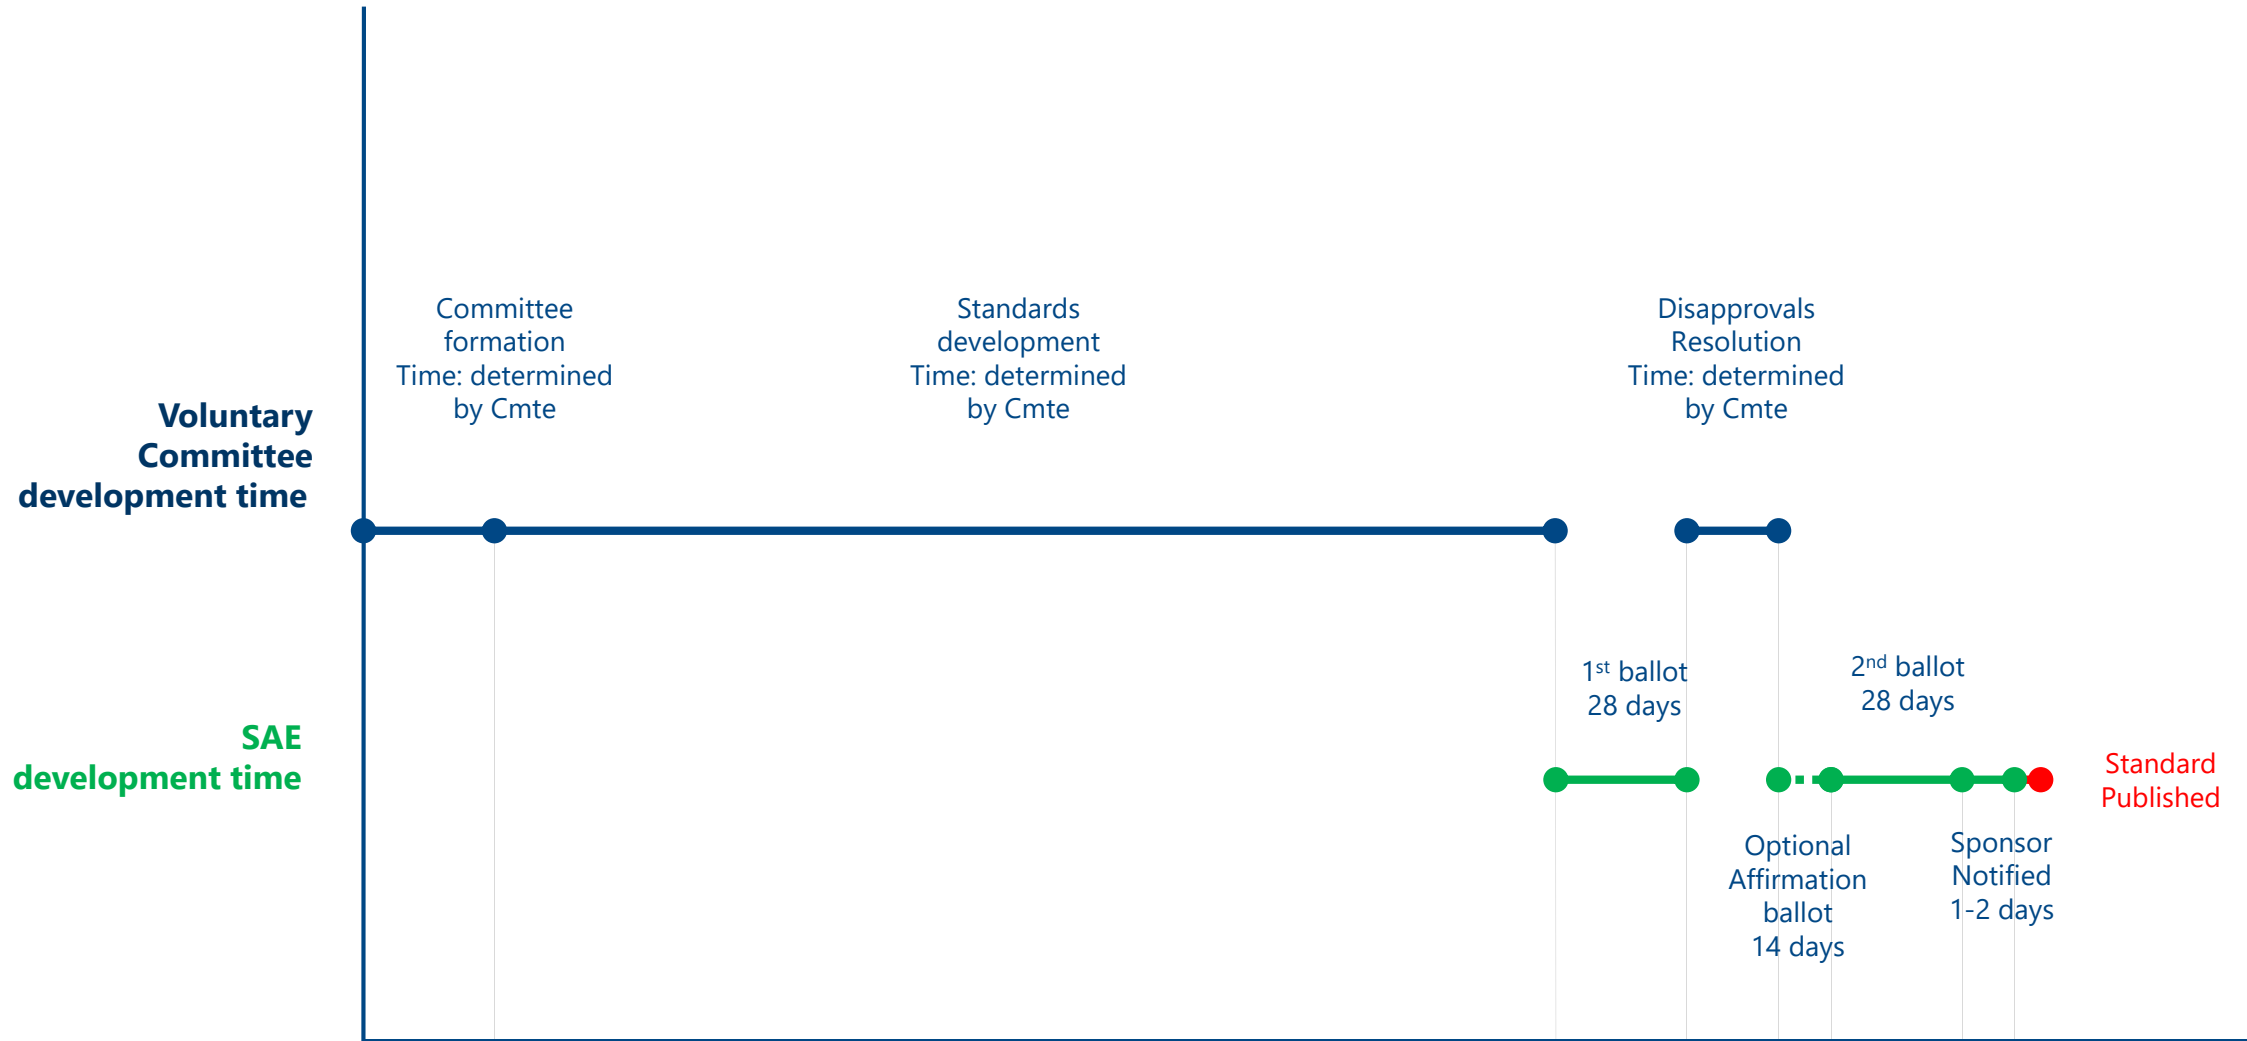 Committee
formation
Time: determined
by Cmte
Standards
development
Time: determined
by Cmte
Disapprovals
Resolution
Time: determined
by Cmte
Voluntary
Committee
development time
1st ballot
28 days
2nd ballot
28 days
SAE
development time
Standard
Published
Optional
Affirmation
ballot
14 days
Sponsor
Notified
1-2 days